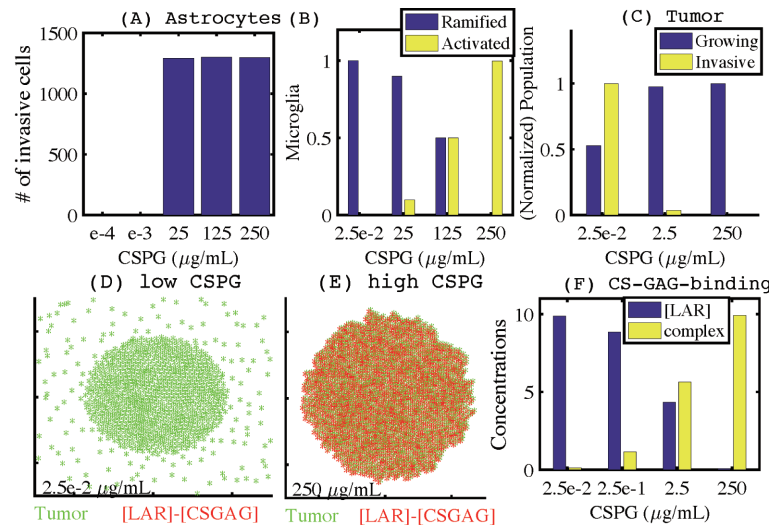 (A) Astrocytes
# of invasive cells
1500
1200
900
600
300
0
e-4 e-3 25 125 250
CSPG (μg/mL)
(B)
Ramified
Activated
Microglia
1
0.5
0
2.5e-2 25 125 250
CSPG (μg/mL)
(C) Tumor
Growing
Invasive
(Normalized) Population
1
0.5
0
2.5e-2 2.5 250
CSPG (μg/mL)
(D) low CSPG
2.5e-2 μg/mL
Tumor [LAR]-[CSGAG]
(E) high CSPG
250 μg/mL
Tumor [LAR]-[CSGAG]
(F) CS-GAG-binding
[LAR]
complex
Concentrations
10
5
0
2.5e-2 2.5e-1 2.5 250
CSPG (μg/mL)